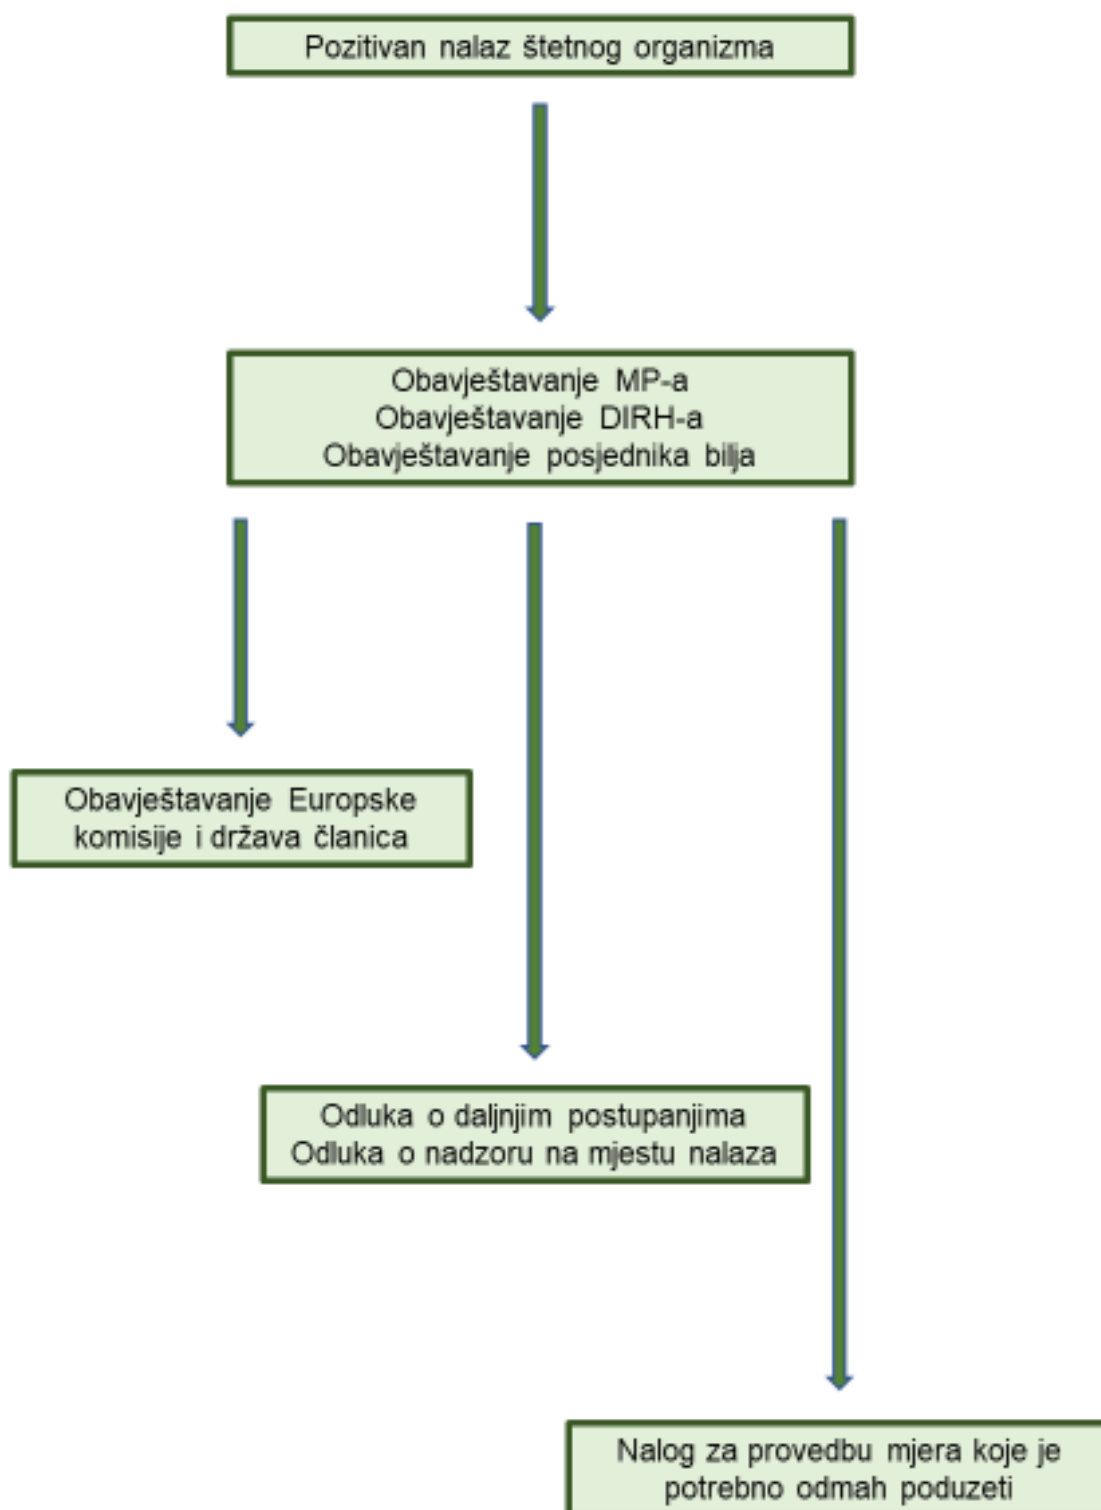 Pozitivan nalaz štetnog organizma
Obavještavanje MP-a
Obavještavanje DIRH-a
Obavještavanje posjednika bilja
Obavještavanje Europske
komisije i država članica
Odluka o daljnjim postupanjima
Odluka o nadzoru na mjestu nalaza
Nalog za provedbu mjera koje je
potrebno odmah poduzeti